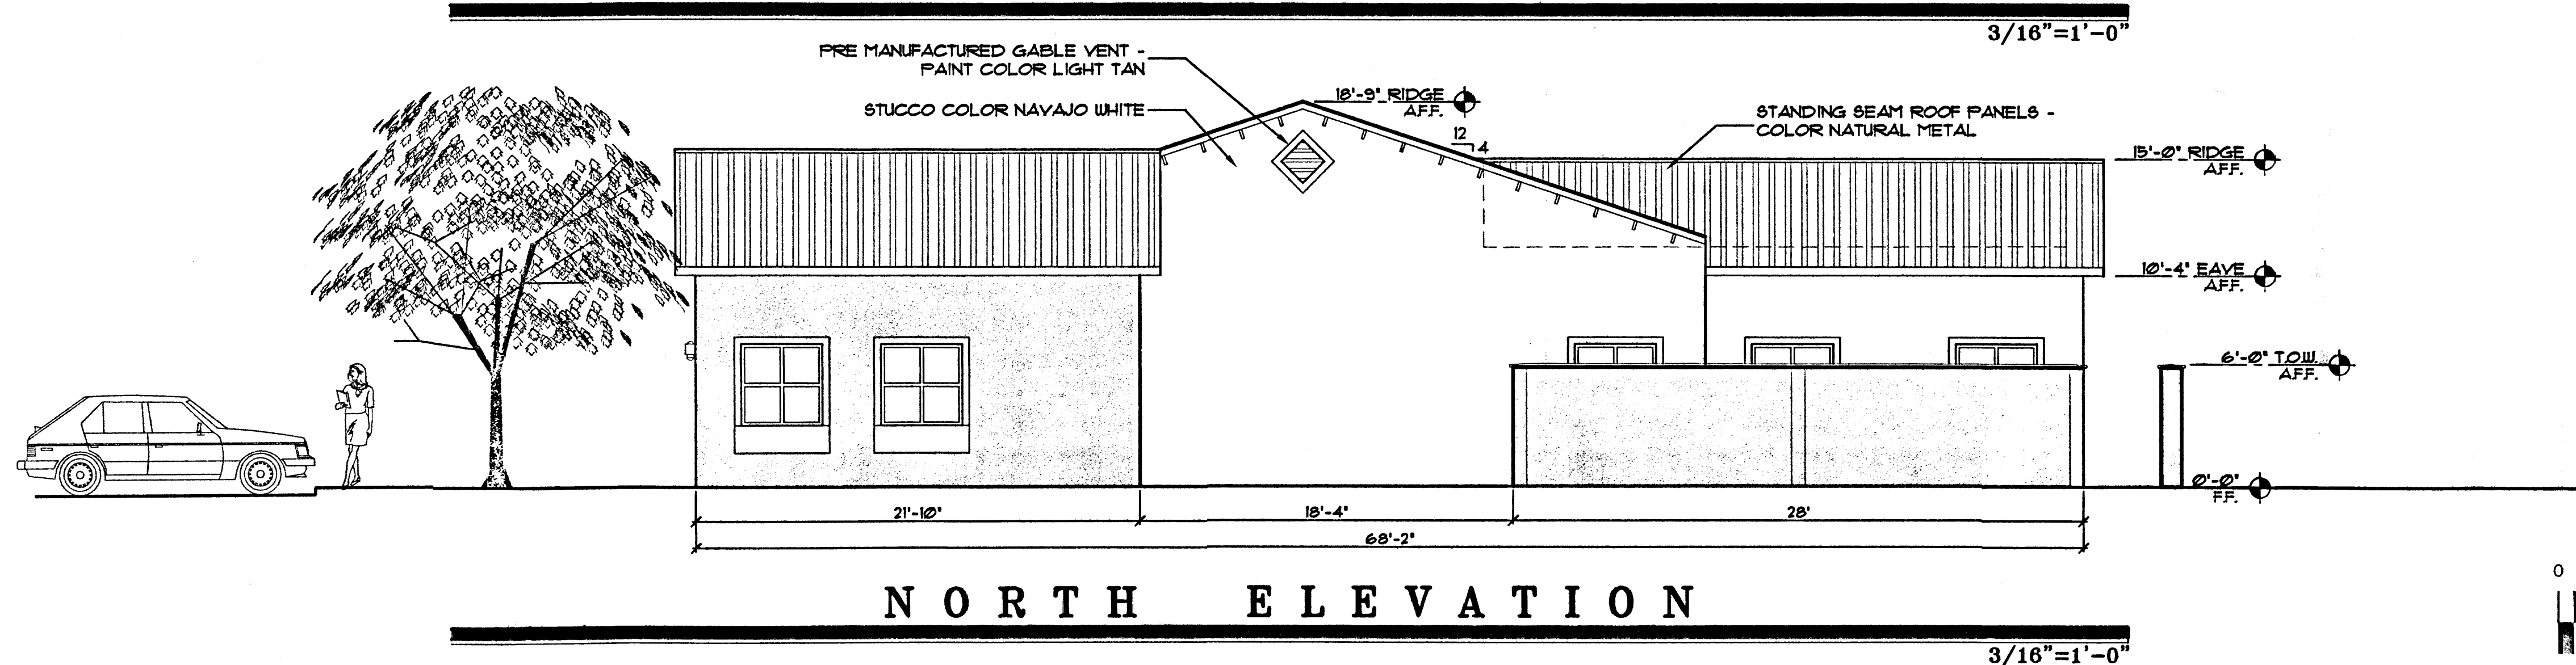 3/16"=1'-0"
PRE MANUFACTURED GABLE VENT -
PAINT COLOR LIGHT TAN
STUCCO COLOR NAVAJO WHITE
18'-9" RIDGE
A.F.F.
12
4
STANDING SEAM ROOF PANELS -
COLOR NATURAL METAL
15'-0" RIDGE
A.F.F.
10'-4" EAVE
A.F.F.
6'-0" T.O.W.
A.F.F.
0'-0"
F.F.
21'-10"
18'-4"
28'
68'-2"
0
NORTH ELEVATION
3/16"=1'-0"